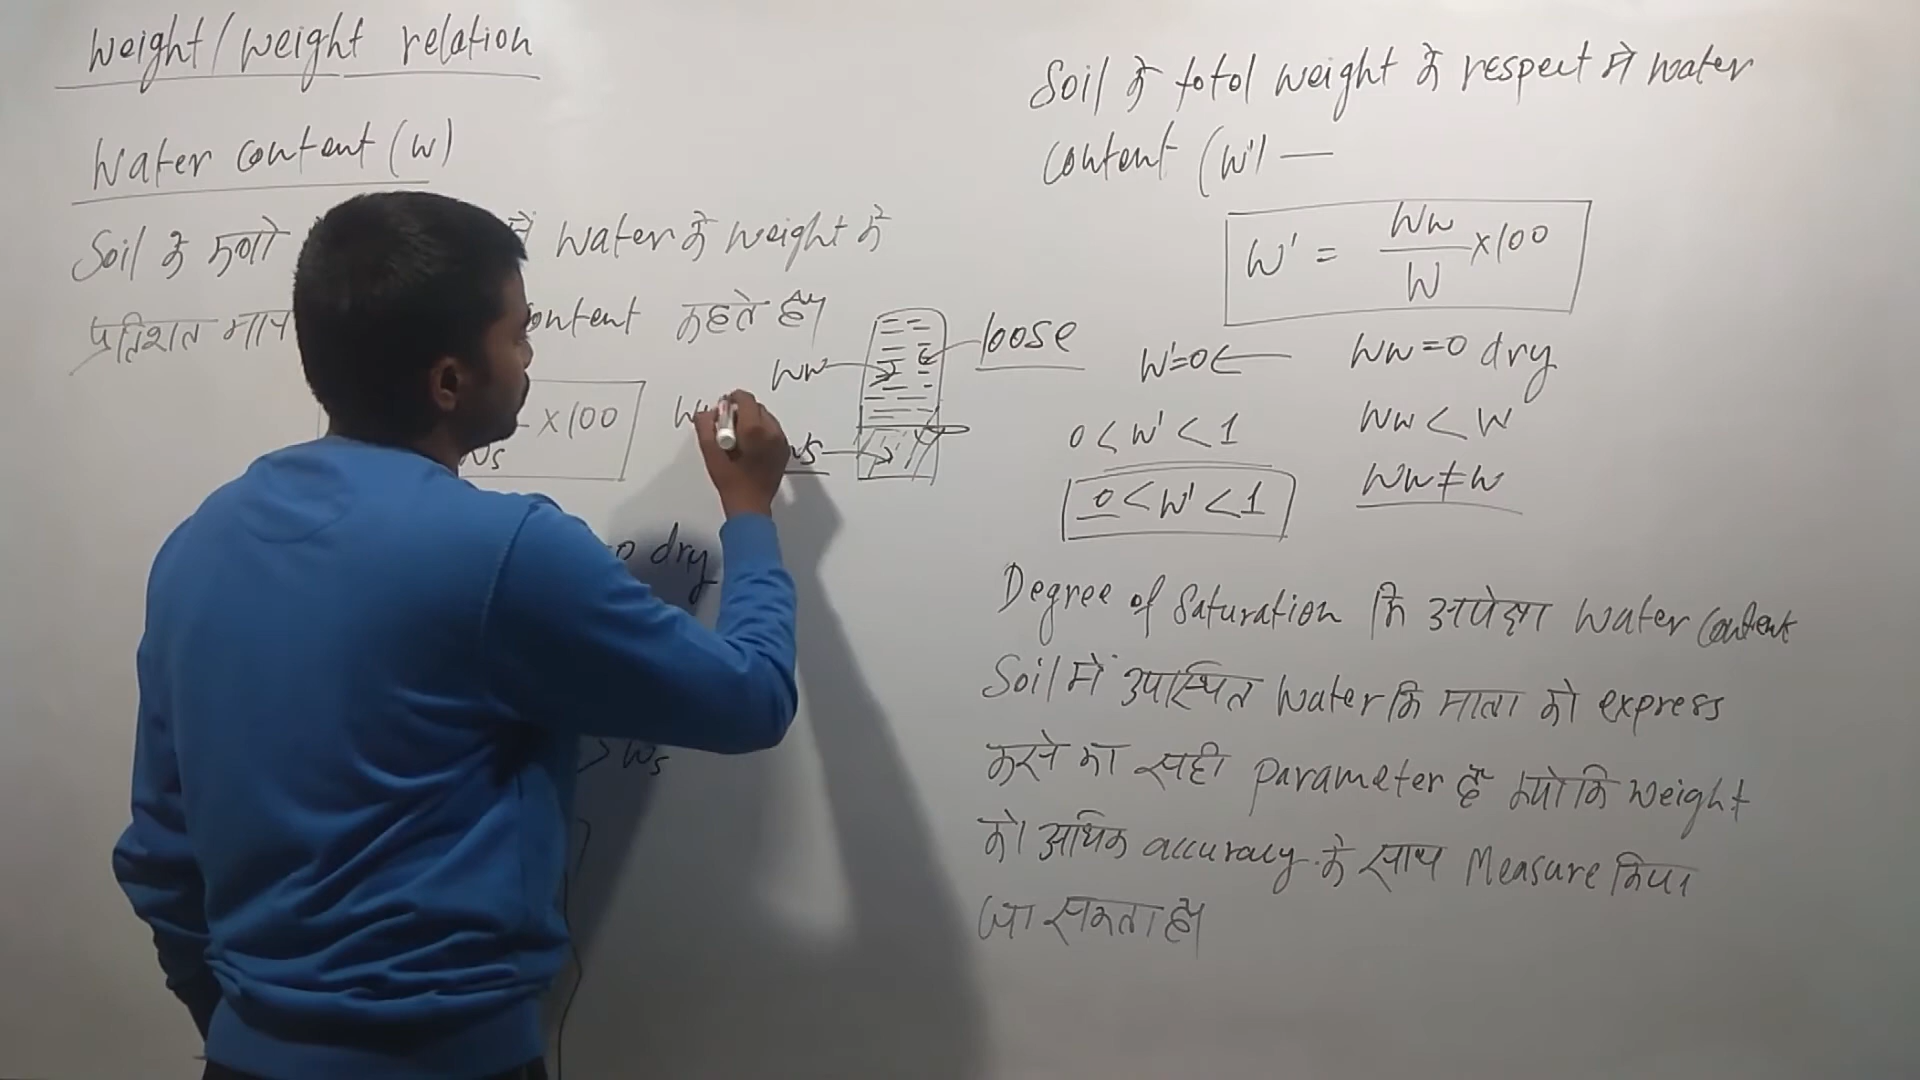 weight/weight relation
Water content (w)
Soil के कणो
में water के weight के
प्रतिशत माप
content कहते है।
x100
Ws
Ww
loose
dry
> Ws
Soil के total weight के respect मे water
content (w') —
W' = Ww/W x100
W'=0 ← Ww=0 dry
0 < W' < 1 Ww < W
0 < W' < 1 Ww ≠ W
Degree of Saturation कि अपेक्षा water content
Soil में उपस्थित water कि मात्रा को express
करने का सही parameter है क्योकि weight
को अधिक accuracy के साथ measure किया
जा सकता है।